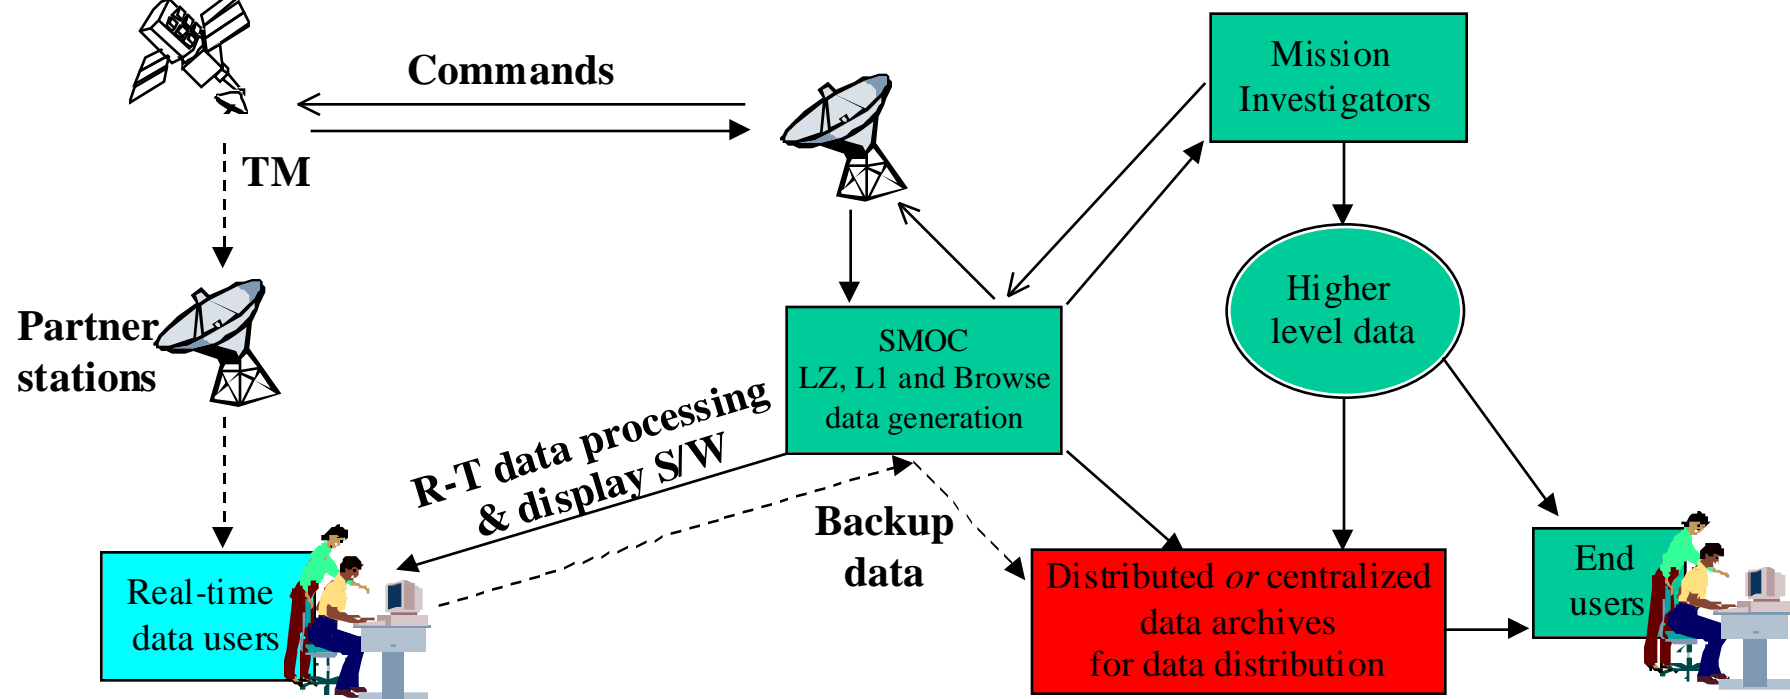 Commands
Mission
Investigators
TM
Higher
level data
Partner
stations
SMOC
LZ, L1 and Browse
data generation
R-T data processing
& display S/W
Backup
data
Real-time
data users
Distributed or centralized
data archives
for data distribution
End
users